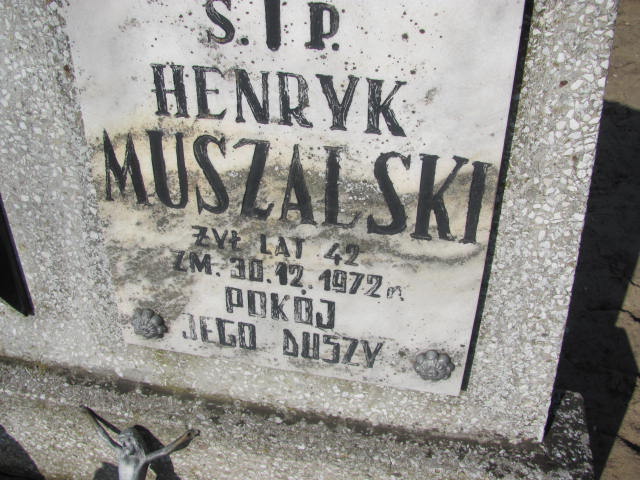 Ś.†P.
HENRYK
MUSZALSKI
ŻYŁ LAT 42
ZM. 30.12.1972 r.
POKÓJ
JEGO DUSZY